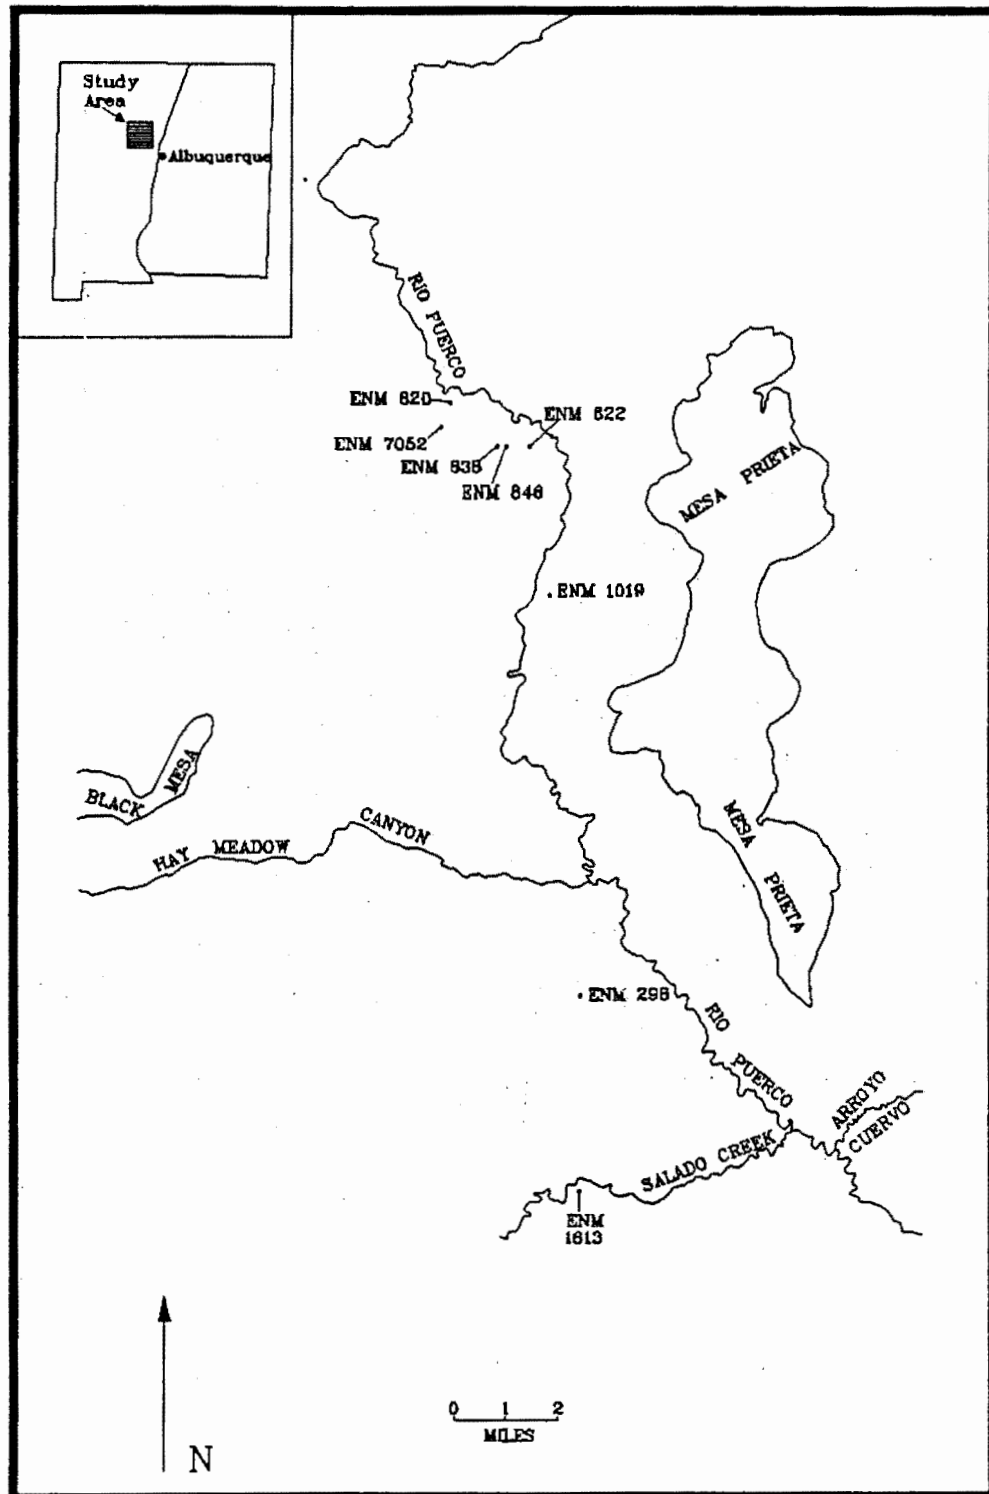 Study
Area
Albuquerque
RIO PUERCO
ENM 820
ENM 822
ENM 7052
ENM 838
ENM 846
MESA PRIETA
ENM 1019
BLACK MESA
HAY MEADOW CANYON
MESA PRIETA
ENM 298
RIO PUERCO
ARROYO
CUERVO
SALADO CREEK
ENM
1613
0 1 2
MILES
N